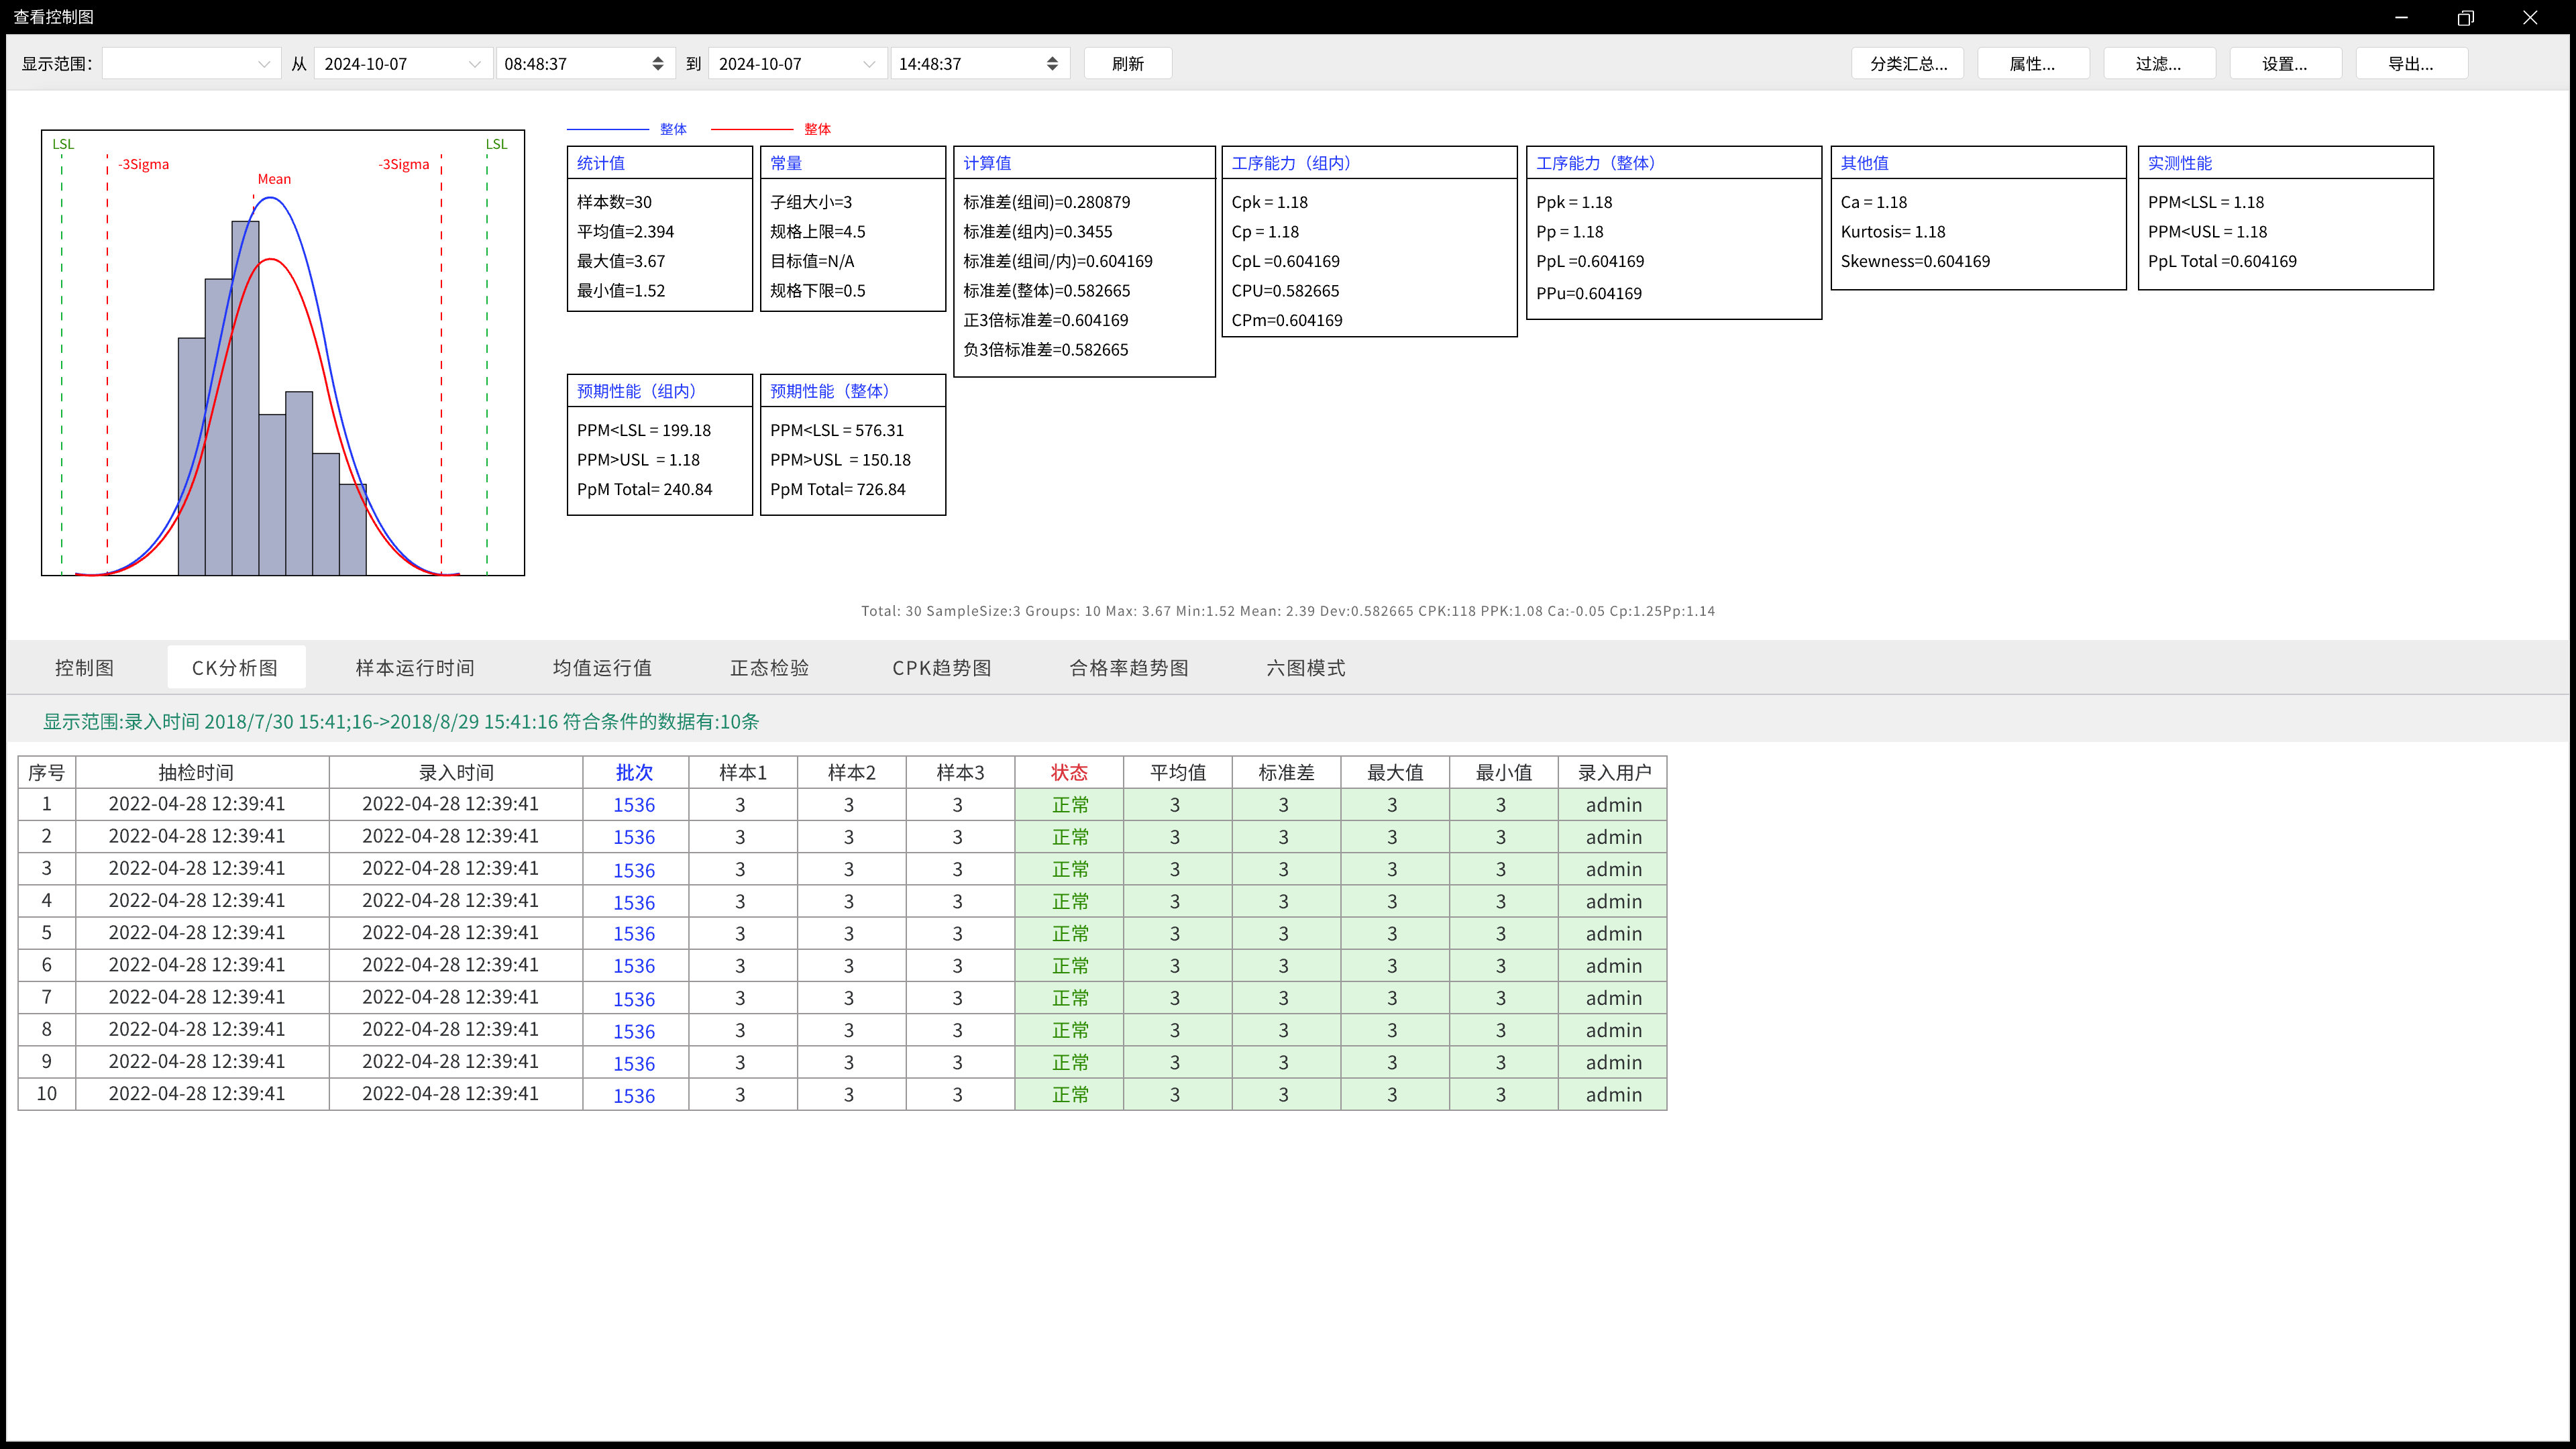 查看控制图
显示范围: 从 2024-10-07 08:48:37 到 2024-10-07 14:48:37 刷新 分类汇总... 属性... 过滤... 设置... 导出...
LSL LSL
-3Sigma -3Sigma
Mean
整体 整体
统计值
样本数=30
平均值=2.394
最大值=3.67
最小值=1.52
常量
子组大小=3
规格上限=4.5
目标值=N/A
规格下限=0.5
计算值
标准差(组间)=0.280879
标准差(组内)=0.3455
标准差(组间/内)=0.604169
标准差(整体)=0.582665
正3倍标准差=0.604169
负3倍标准差=0.582665
工序能力（组内）
Cpk = 1.18
Cp = 1.18
CpL =0.604169
CPU=0.582665
CPm=0.604169
工序能力（整体）
Ppk = 1.18
Pp = 1.18
PpL =0.604169
PPu=0.604169
其他值
Ca = 1.18
Kurtosis= 1.18
Skewness=0.604169
实测性能
PPM<LSL = 1.18
PPM<USL = 1.18
PpL Total =0.604169
预期性能（组内）
PPM<LSL = 199.18
PPM>USL = 1.18
PpM Total= 240.84
预期性能（整体）
PPM<LSL = 576.31
PPM>USL = 150.18
PpM Total= 726.84
Total: 30 SampleSize:3 Groups: 10 Max: 3.67 Min:1.52 Mean: 2.39 Dev:0.582665 CPK:118 PPK:1.08 Ca:-0.05 Cp:1.25Pp:1.14
控制图 CK分析图 样本运行时间 均值运行值 正态检验 CPK趋势图 合格率趋势图 六图模式
显示范围:录入时间 2018/7/30 15:41;16->2018/8/29 15:41:16 符合条件的数据有:10条
序号 抽检时间 录入时间 批次 样本1 样本2 样本3 状态 平均值 标准差 最大值 最小值 录入用户
1 2022-04-28 12:39:41 2022-04-28 12:39:41 1536 3 3 3 正常 3 3 3 3 admin
2 2022-04-28 12:39:41 2022-04-28 12:39:41 1536 3 3 3 正常 3 3 3 3 admin
3 2022-04-28 12:39:41 2022-04-28 12:39:41 1536 3 3 3 正常 3 3 3 3 admin
4 2022-04-28 12:39:41 2022-04-28 12:39:41 1536 3 3 3 正常 3 3 3 3 admin
5 2022-04-28 12:39:41 2022-04-28 12:39:41 1536 3 3 3 正常 3 3 3 3 admin
6 2022-04-28 12:39:41 2022-04-28 12:39:41 1536 3 3 3 正常 3 3 3 3 admin
7 2022-04-28 12:39:41 2022-04-28 12:39:41 1536 3 3 3 正常 3 3 3 3 admin
8 2022-04-28 12:39:41 2022-04-28 12:39:41 1536 3 3 3 正常 3 3 3 3 admin
9 2022-04-28 12:39:41 2022-04-28 12:39:41 1536 3 3 3 正常 3 3 3 3 admin
10 2022-04-28 12:39:41 2022-04-28 12:39:41 1536 3 3 3 正常 3 3 3 3 admin